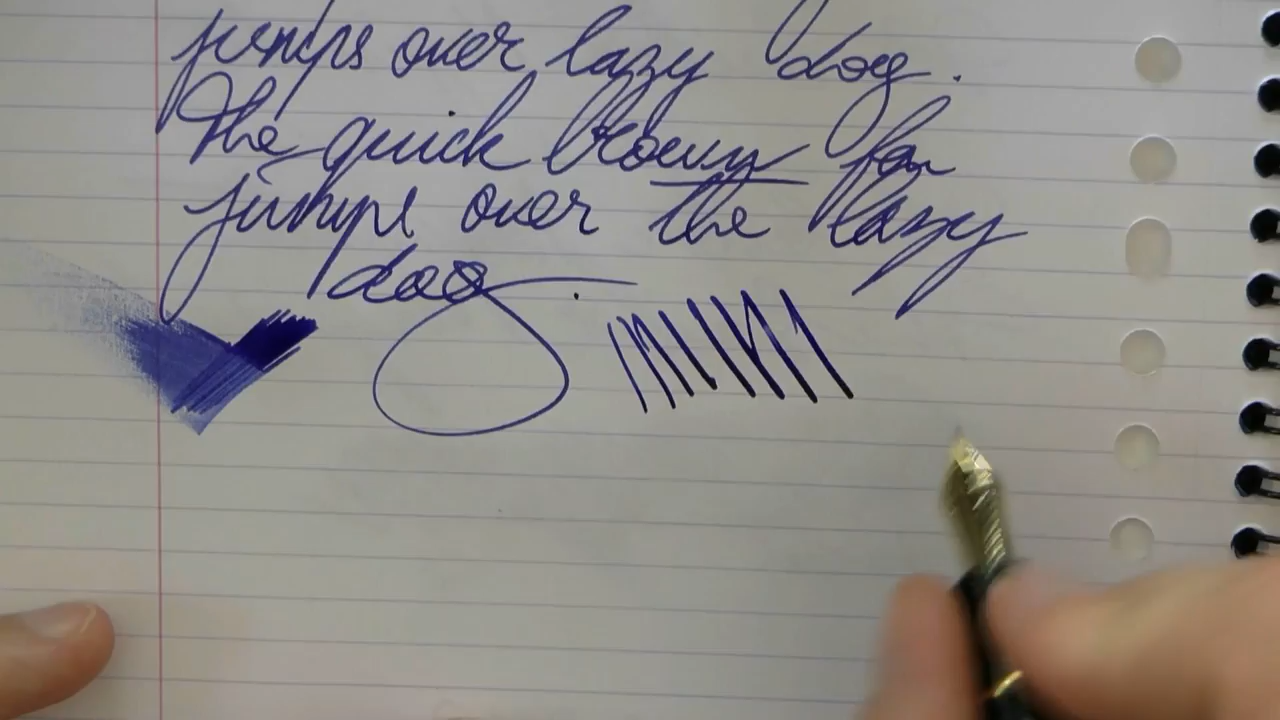 jumps over lazy dog.
The quick brown fox
jumps over the lazy
dog.